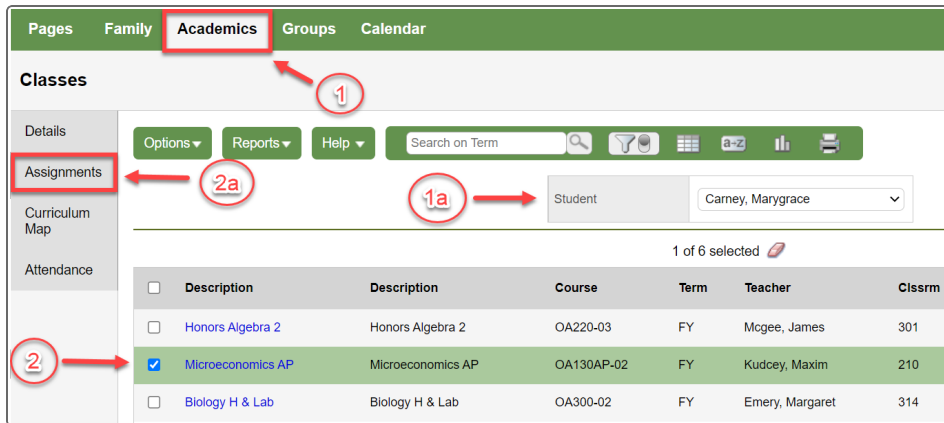 Pages Family Academics Groups Calendar
1
Classes
Details
Options Reports Help Search on Term a-z
Assignments
2a
1a
Student Carney, Marygrace
Curriculum
Map
1 of 6 selected
Attendance
Description Description Course Term Teacher Clssrm
Honors Algebra 2 Honors Algebra 2 OA220-03 FY Mcgee, James 301
2
Microeconomics AP Microeconomics AP OA130AP-02 FY Kudcey, Maxim 210
Biology H & Lab Biology H & Lab OA300-02 FY Emery, Margaret 314